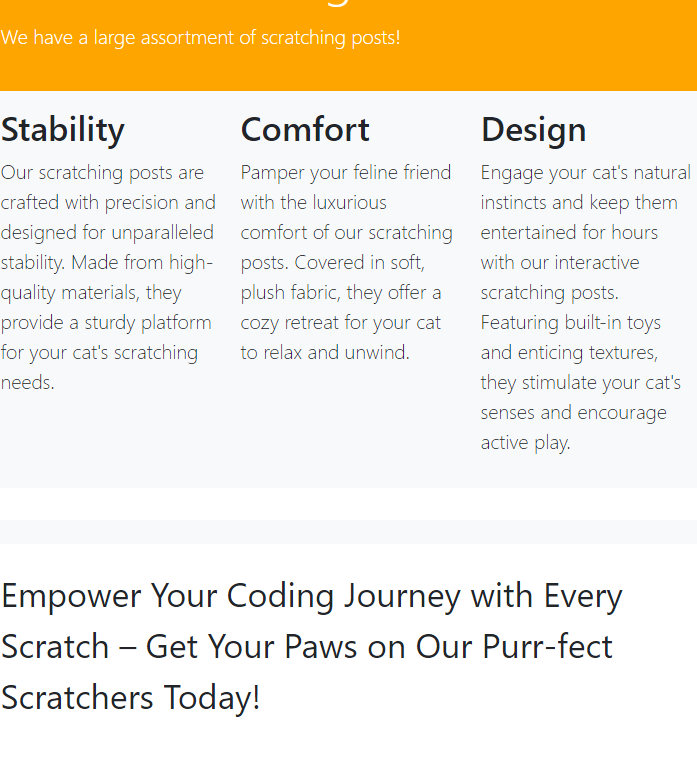 We have a large assortment of scratching posts!
Stability
Our scratching posts are
crafted with precision and
designed for unparalleled
stability. Made from high-
quality materials, they
provide a sturdy platform
for your cat's scratching
needs.
Comfort
Pamper your feline friend
with the luxurious
comfort of our scratching
posts. Covered in soft,
plush fabric, they offer a
cozy retreat for your cat
to relax and unwind.
Design
Engage your cat's natural
instincts and keep them
entertained for hours
with our interactive
scratching posts.
Featuring built-in toys
and enticing textures,
they stimulate your cat's
senses and encourage
active play.
Empower Your Coding Journey with Every
Scratch – Get Your Paws on Our Purr-fect
Scratchers Today!